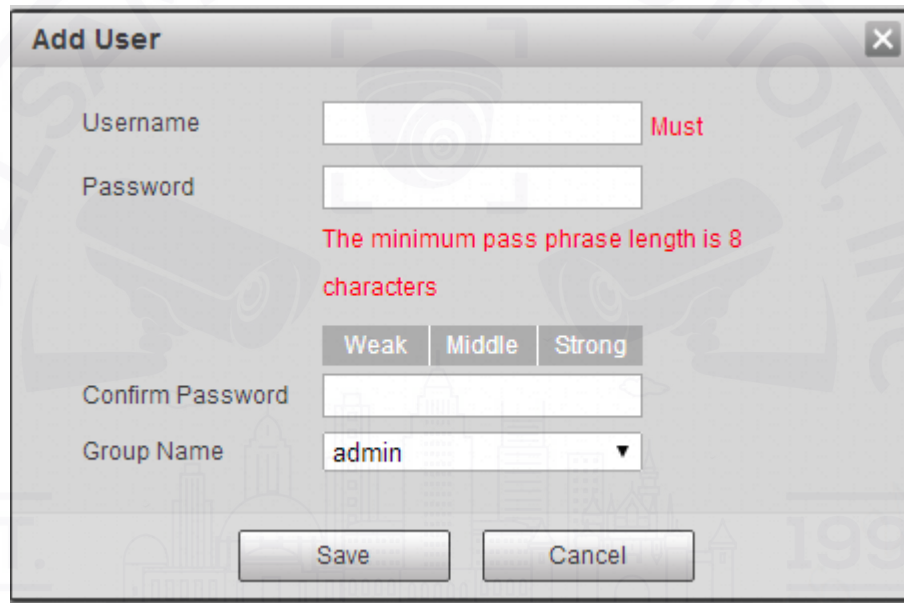 Add User
Username Must
Password
The minimum pass phrase length is 8
characters
Weak Middle Strong
Confirm Password
Group Name admin
Save Cancel